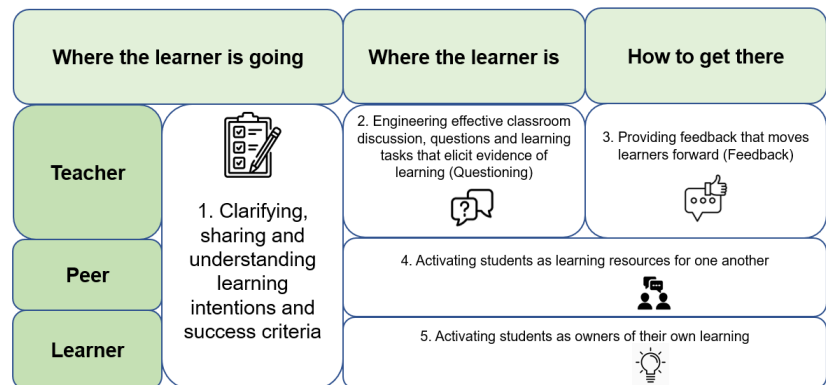 Where the learner is going
Where the learner is
How to get there
Teacher
1. Clarifying,
sharing and
understanding
learning
intentions and
success criteria
2. Engineering effective classroom
discussion, questions and learning
tasks that elicit evidence of
learning (Questioning)
3. Providing feedback that moves
learners forward (Feedback)
Peer
4. Activating students as learning resources for one another
Learner
5. Activating students as owners of their own learning